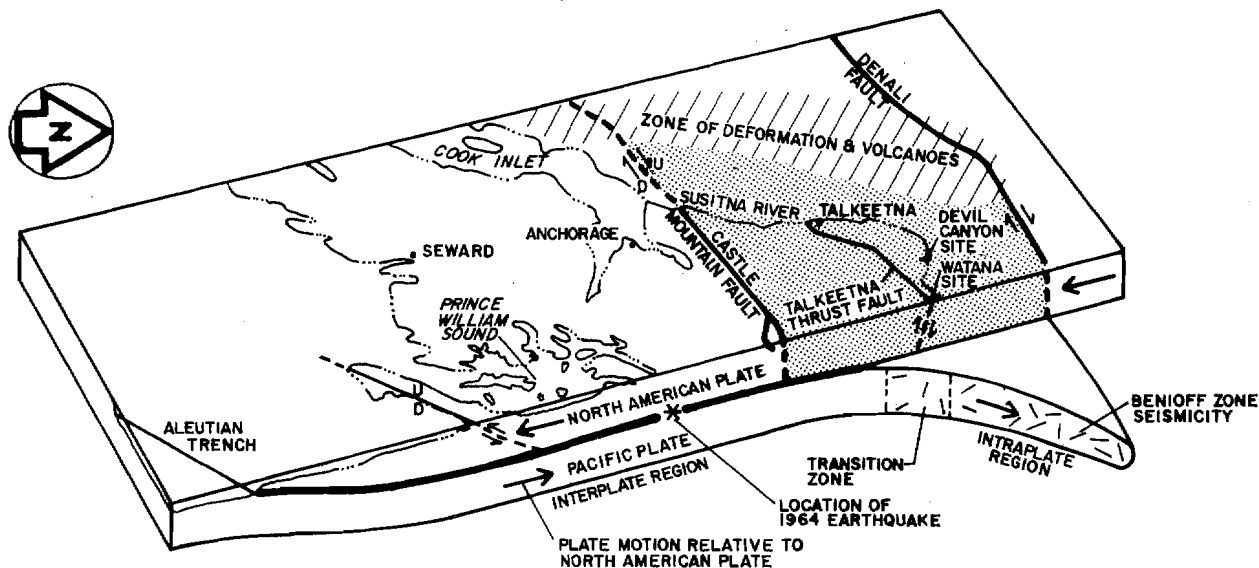 N
DENALI
FAULT
ZONE OF DEFORMATION & VOLCANOES
COOK INLET
U
D
SUSITNA RIVER
TALKEETNA
DEVIL
CANYON
SITE
ANCHORAGE
SEWARD
CASTLE
MOUNTAIN FAULT
WATANA
SITE
TALKEETNA
THRUST FAULT
PRINCE
WILLIAM
SOUND
U
D
NORTH AMERICAN PLATE
ALEUTIAN
TRENCH
BENIOFF ZONE
SEISMICITY
PACIFIC PLATE
INTERPLATE REGION
TRANSITION
ZONE
INTRAPLATE
REGION
LOCATION OF
1964 EARTHQUAKE
PLATE MOTION RELATIVE TO
NORTH AMERICAN PLATE